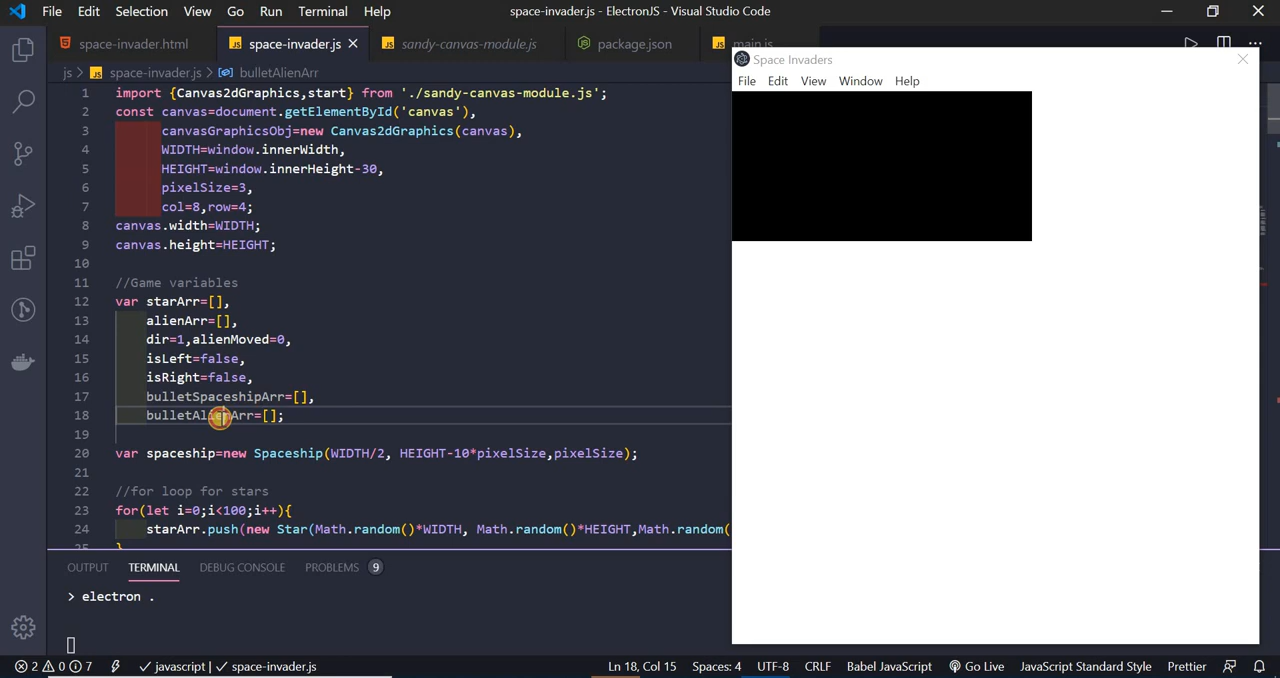 File Edit Selection View Go Run Terminal Help space-invader.js - ElectronJS - Visual Studio Code
space-invader.html space-invader.js sandy-canvas-module.js package.json main.js
js > space-invader.js > bulletAlienArr
1 import {Canvas2dGraphics,start} from './sandy-canvas-module.js';
2 const canvas=document.getElementById('canvas'),
3 canvasGraphicsObj=new Canvas2dGraphics(canvas),
4 WIDTH=window.innerWidth,
5 HEIGHT=window.innerHeight-30,
6 pixelSize=3,
7 col=8,row=4;
8 canvas.width=WIDTH;
9 canvas.height=HEIGHT;
10
11 //Game variables
12 var starArr=[],
13 alienArr=[],
14 dir=1,alienMoved=0,
15 isLeft=false,
16 isRight=false,
17 bulletSpaceshipArr=[],
18 bulletAlienArr=[];
19
20 var spaceship=new Spaceship(WIDTH/2, HEIGHT-10*pixelSize,pixelSize);
21
22 //for loop for stars
23 for(let i=0;i<100;i++){
24 starArr.push(new Star(Math.random()*WIDTH, Math.random()*HEIGHT,Math.random(
25 }
Space Invaders
File Edit View Window Help
OUTPUT TERMINAL DEBUG CONSOLE PROBLEMS 9
> electron .
2 0 7 javascript | space-invader.js Ln 18, Col 15 Spaces: 4 UTF-8 CRLF Babel JavaScript Go Live JavaScript Standard Style Prettier